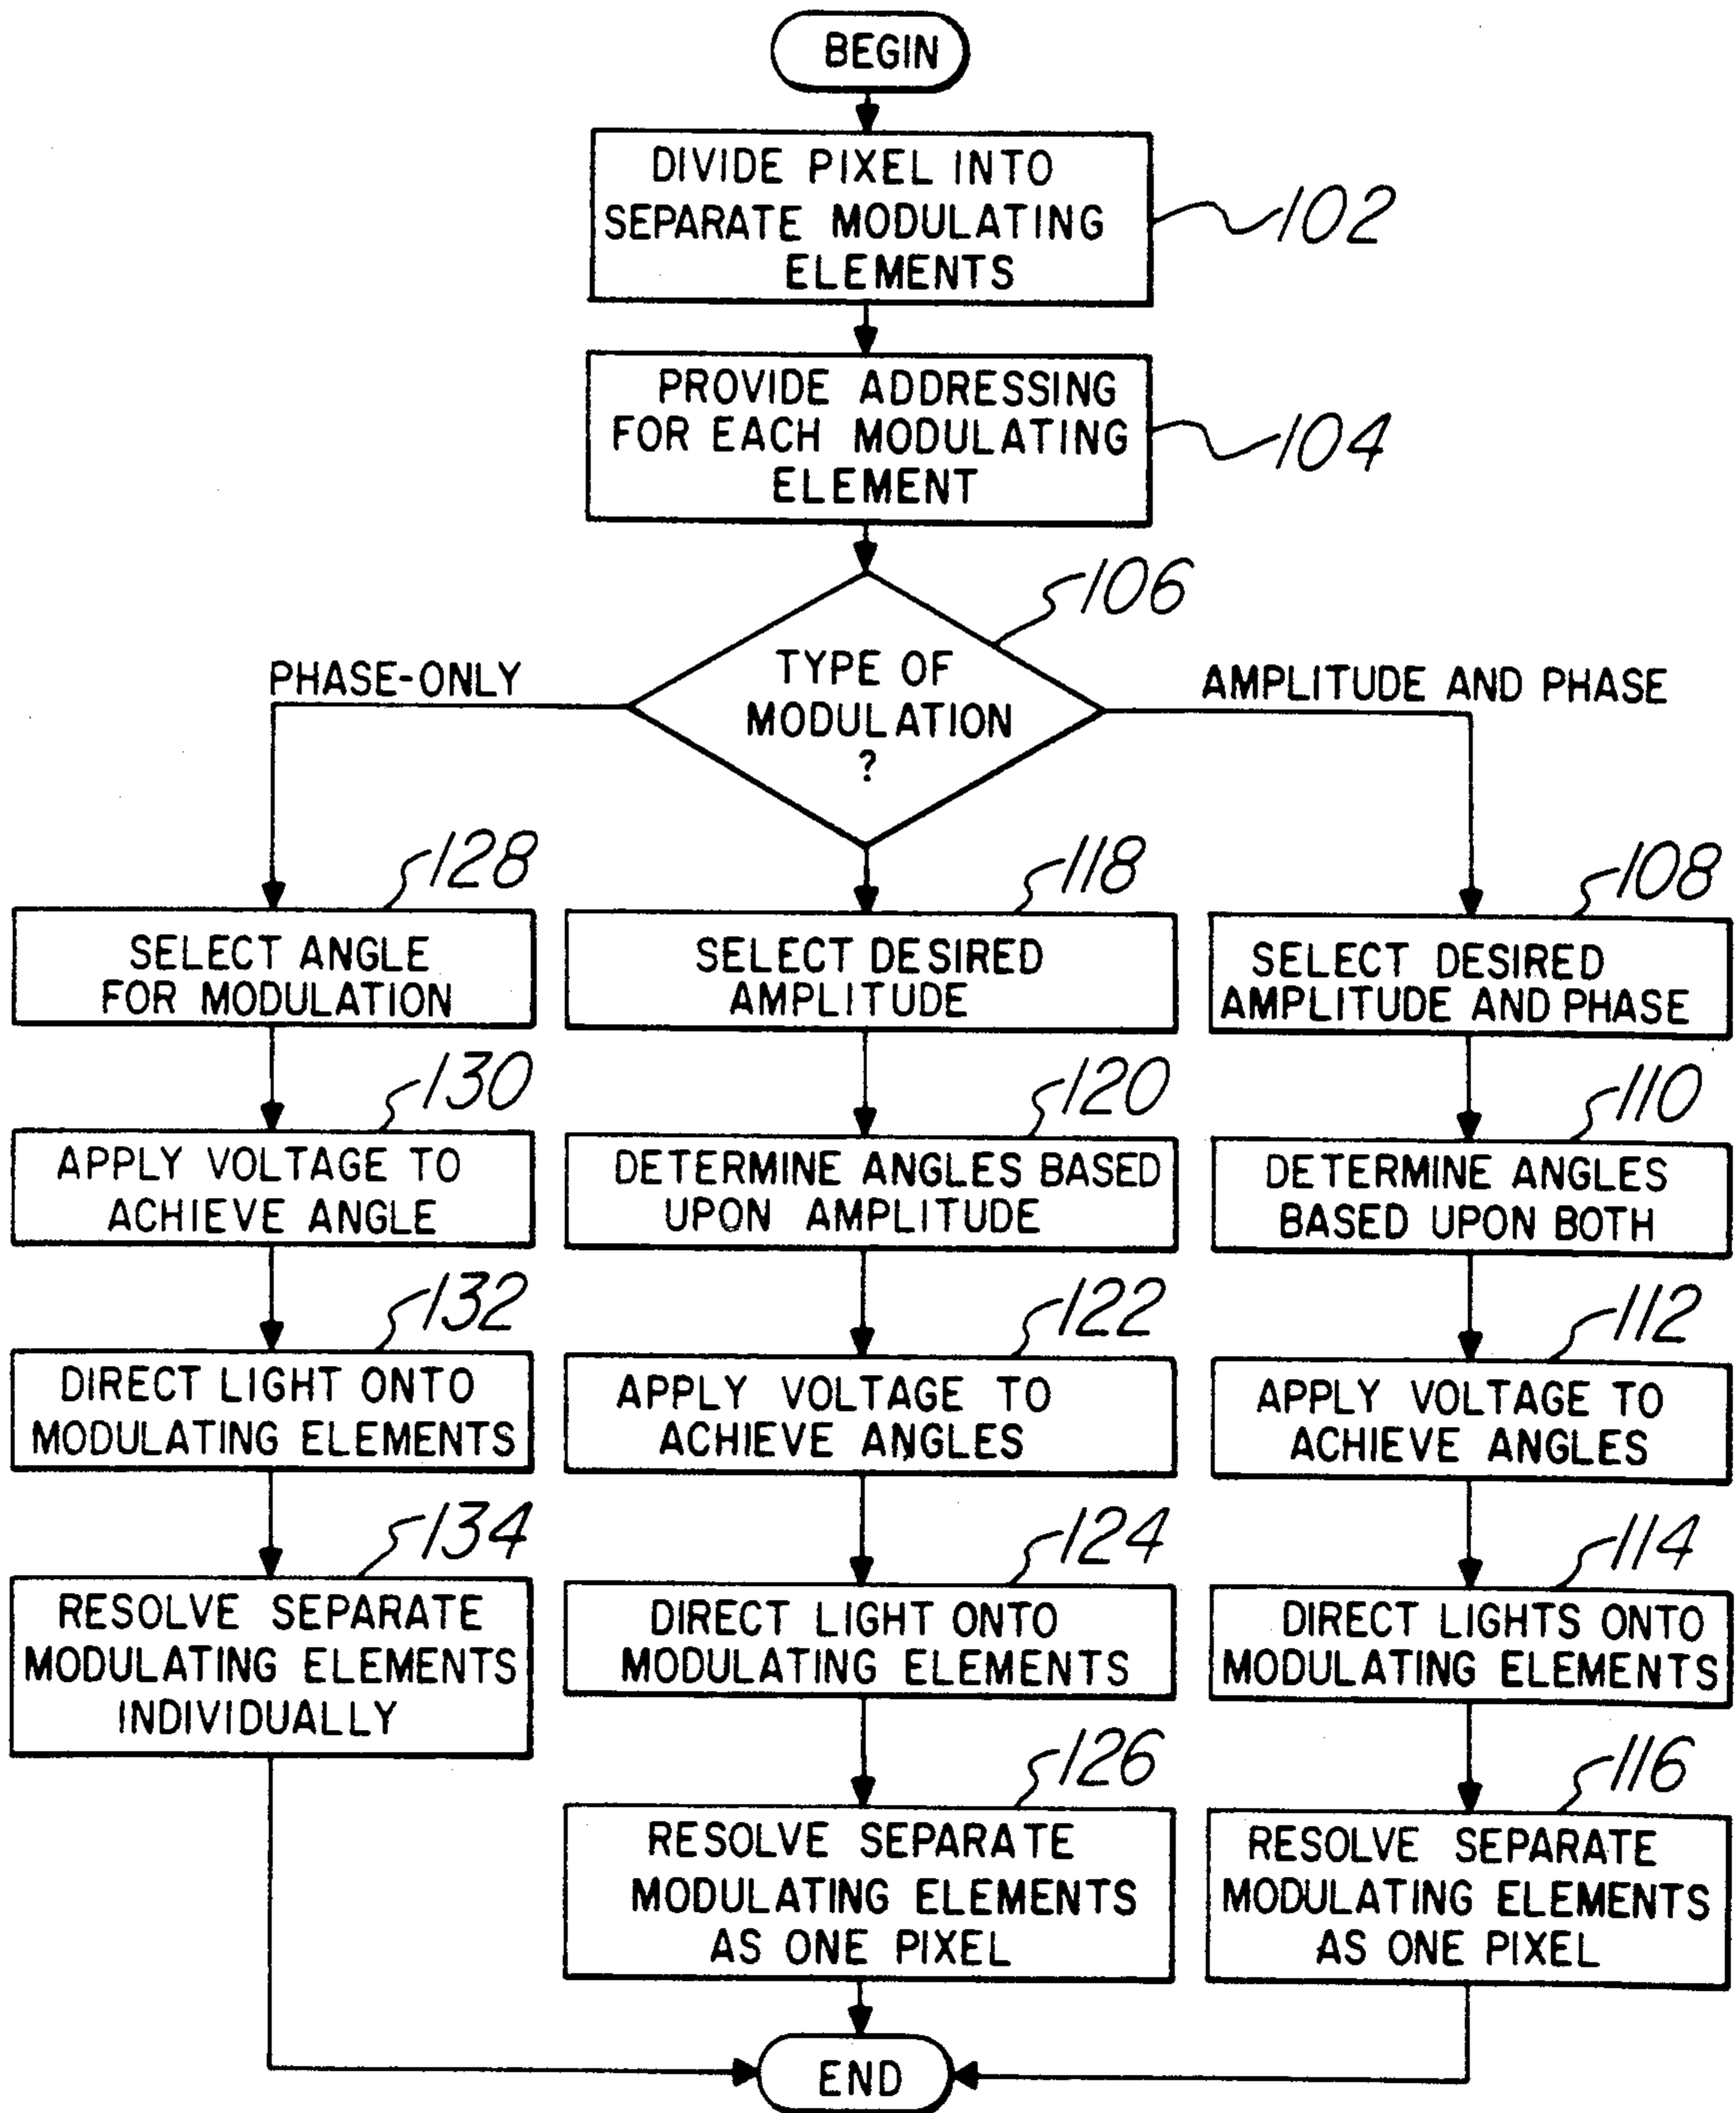 BEGIN
DIVIDE PIXEL INTO
SEPARATE MODULATING
ELEMENTS
102
PROVIDE ADDRESSING
FOR EACH MODULATING
ELEMENT
104
106
TYPE OF
MODULATION
?
PHASE-ONLY
AMPLITUDE AND PHASE
128
SELECT ANGLE
FOR MODULATION
130
APPLY VOLTAGE TO
ACHIEVE ANGLE
132
DIRECT LIGHT ONTO
MODULATING ELEMENTS
134
RESOLVE SEPARATE
MODULATING ELEMENTS
INDIVIDUALLY
118
SELECT DESIRED
AMPLITUDE
120
DETERMINE ANGLES BASED
UPON AMPLITUDE
122
APPLY VOLTAGE TO
ACHIEVE ANGLES
124
DIRECT LIGHT ONTO
MODULATING ELEMENTS
126
RESOLVE SEPARATE
MODULATING ELEMENTS
AS ONE PIXEL
108
SELECT DESIRED
AMPLITUDE AND PHASE
110
DETERMINE ANGLES
BASED UPON BOTH
112
APPLY VOLTAGE TO
ACHIEVE ANGLES
114
DIRECT LIGHTS ONTO
MODULATING ELEMENTS
116
RESOLVE SEPARATE
MODULATING ELEMENTS
AS ONE PIXEL
END